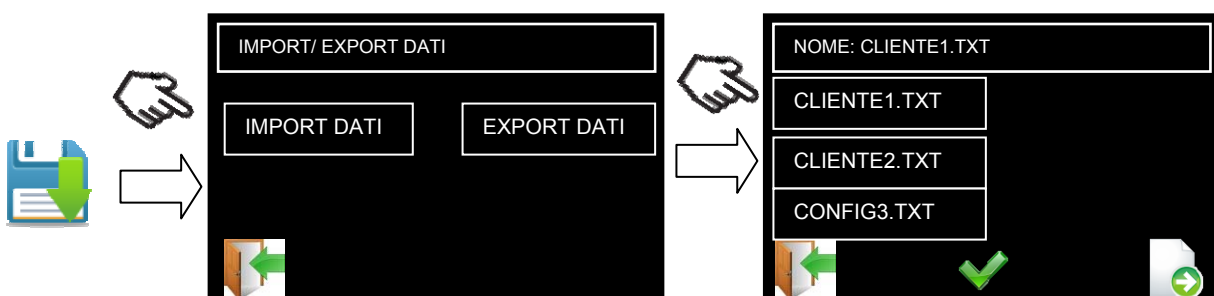 IMPORT/ EXPORT DATI
IMPORT DATI
EXPORT DATI
NOME: CLIENTE1.TXT
CLIENTE1.TXT
CLIENTE2.TXT
CONFIG3.TXT